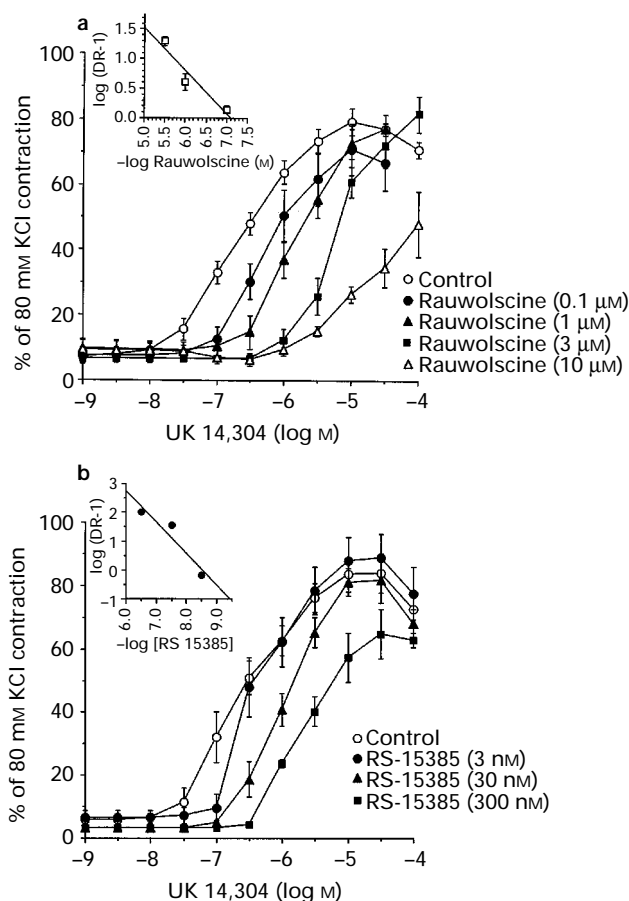 a
% of 80 mM KCl contraction
100
80
60
40
20
0
log (DR-1)
1.5
1.0
0.5
0.0
5.0 5.5 6.0 6.5 7.0 7.5
–log Rauwolscine (M)
Control
Rauwolscine (0.1 µM)
Rauwolscine (1 µM)
Rauwolscine (3 µM)
Rauwolscine (10 µM)
–9 –8 –7 –6 –5 –4
UK 14,304 (log M)
b
% of 80 mM KCl contraction
100
80
60
40
20
0
log (DR-1)
3
2
1
0
–1
6.0 7.0 8.0 9.0
–log [RS 15385]
Control
RS-15385 (3 nM)
RS-15385 (30 nM)
RS-15385 (300 nM)
–9 –8 –7 –6 –5 –4
UK 14,304 (log M)